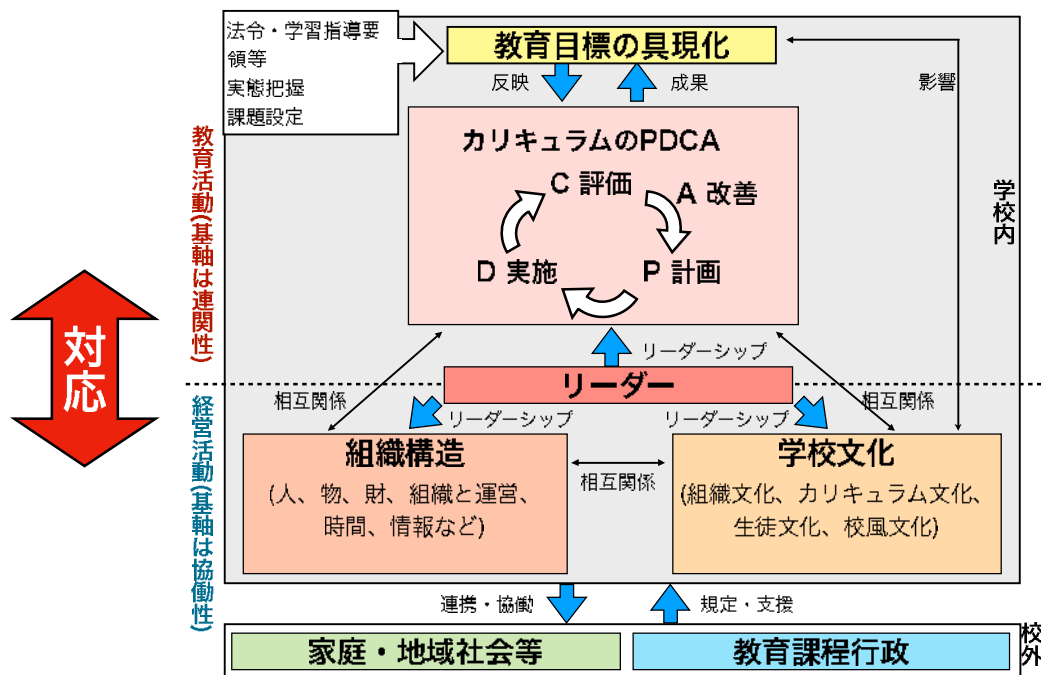 法令・学習指導要
領等
実態把握
課題設定
教育目標の具現化
反映
成果
影響
カリキュラムのPDCA
C 評価
A 改善
D 実施
P 計画
教育活動(基軸は連関性)
学校内
対応
リーダーシップ
リーダー
相互関係
リーダーシップ
リーダーシップ
相互関係
経営活動(基軸は協働性)
組織構造
(人、物、財、組織と運営、
時間、情報など)
相互関係
学校文化
(組織文化、カリキュラム文化、
生徒文化、校風文化)
連携・協働
規定・支援
家庭・地域社会等
教育課程行政
校外